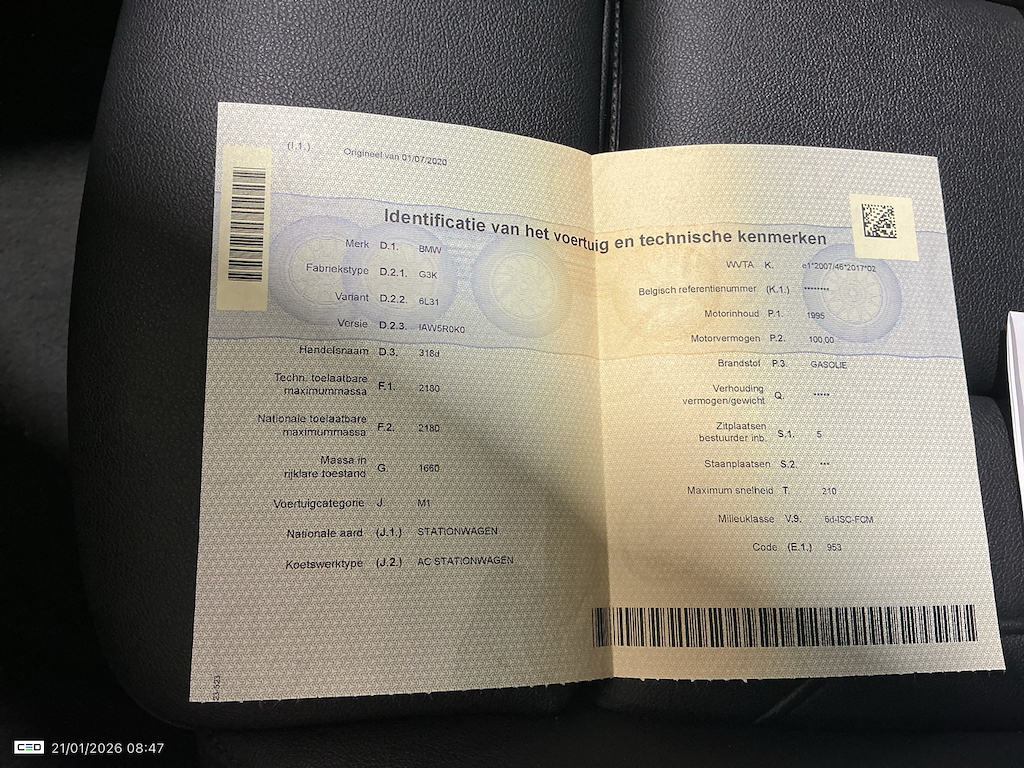 (I.1.) Origineel van 01/07/2020
Identificatie van het voertuig en technische kenmerken
Merk D.1. BMW
Fabriekstype D.2.1. G3K
Variant D.2.2. 6L31
Versie D.2.3. IAW5R0K0
Handelsnaam D.3. 318d
Techn. toelaatbare
maximummassa F.1. 2180
Nationale toelaatbare
maximummassa F.2. 2180
Massa in
rijklare toestand G. 1660
Voertuigcategorie J. M1
Nationale aard (J.1.) STATIONWAGEN
Koetswerktype (J.2.) AC STATIONWAGEN
WVTA K. e1*2007/46*2017*02
Belgisch referentienummer (K.1.) ********
Motorinhoud P.1. 1995
Motorvermogen P.2. 100,00
Brandstof P.3. GASOLIE
Verhouding
vermogen/gewicht Q. *****
Zitplaatsen
bestuurder inb. S.1. 5
Staanplaatsen S.2. ***
Maximum snelheid T. 210
Milieuklasse V.9. 6d-ISC-FCM
Code (E.1.) 953
CEO 21/01/2026 08:47